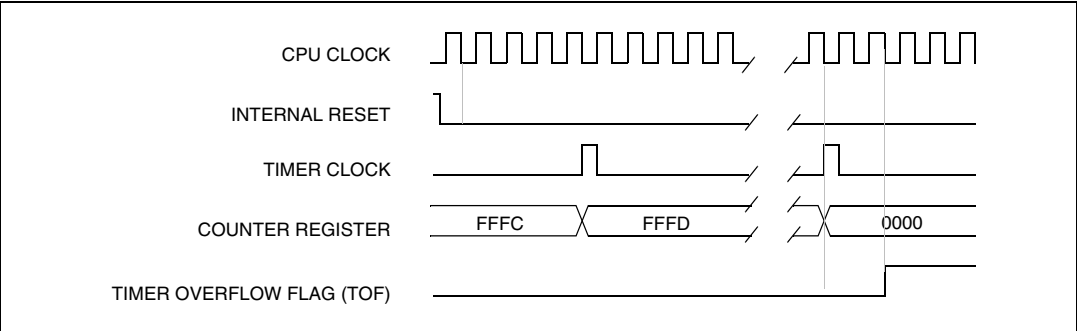 CPU CLOCK
INTERNAL RESET
TIMER CLOCK
COUNTER REGISTER FFFC FFFD 0000
TIMER OVERFLOW FLAG (TOF)